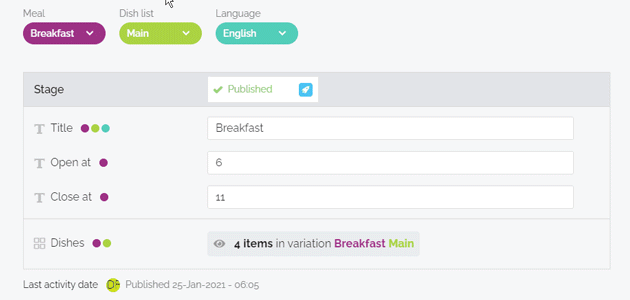 Meal Dish list Language
Breakfast Main English
Stage Published
Title Breakfast
Open at 6
Close at 11
Dishes 4 items in variation Breakfast Main
Last activity date Published 25-Jan-2021 - 06:05